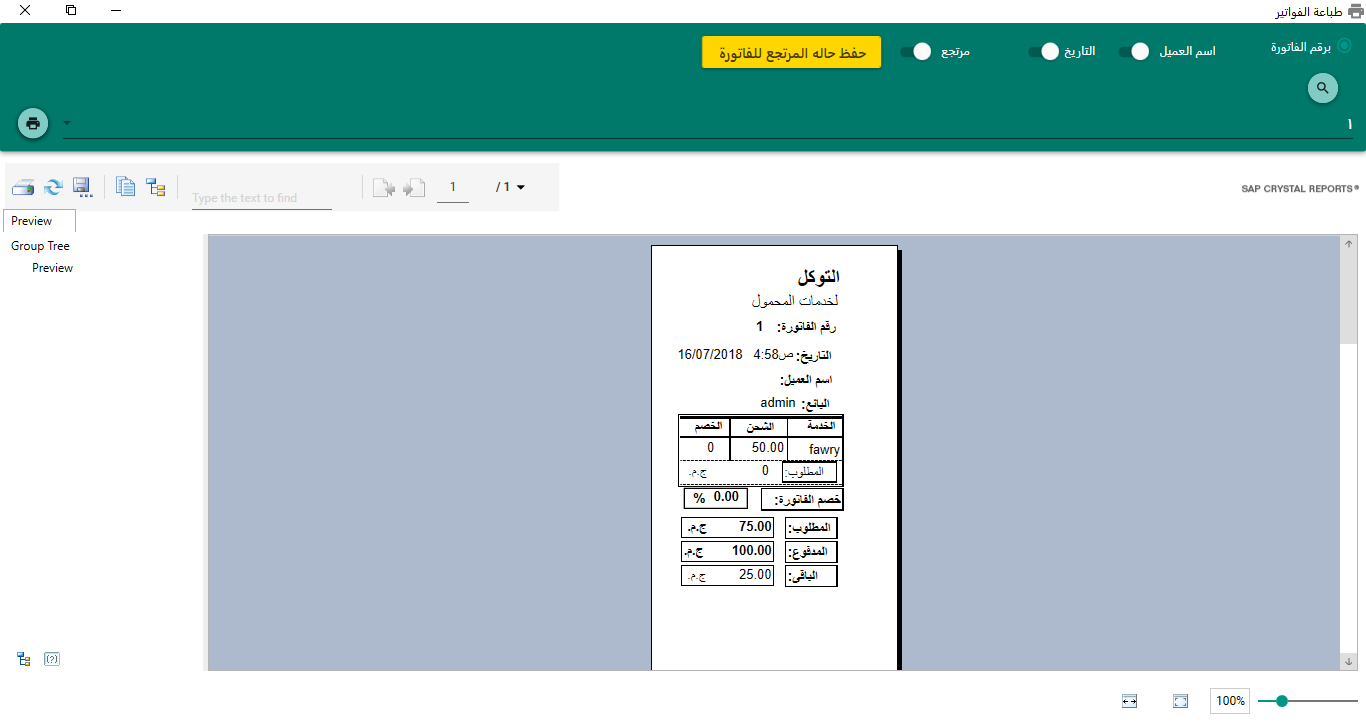 طباعة الفواتير
برقم الفاتورة
اسم العميل
التاريخ
مرتجع
حفظ حاله المرتجع للفاتورة
١
Type the text to find
1
/ 1
SAP CRYSTAL REPORTS®
Preview
Group Tree
Preview
التوكل
لخدمات المحمول
رقم الفاتورة: 1
التاريخ: 4:58ص 16/07/2018
اسم العميل:
البائع: admin
الخدمة الشحن الخصم
fawry 50.00 0
المطلوب: 0 ج.م.
خصم الفاتورة: 0.00 %
المطلوب: 75.00 ج.م.
المدفوع: 100.00 ج.م.
الباقى: 25.00 ج.م.
100%